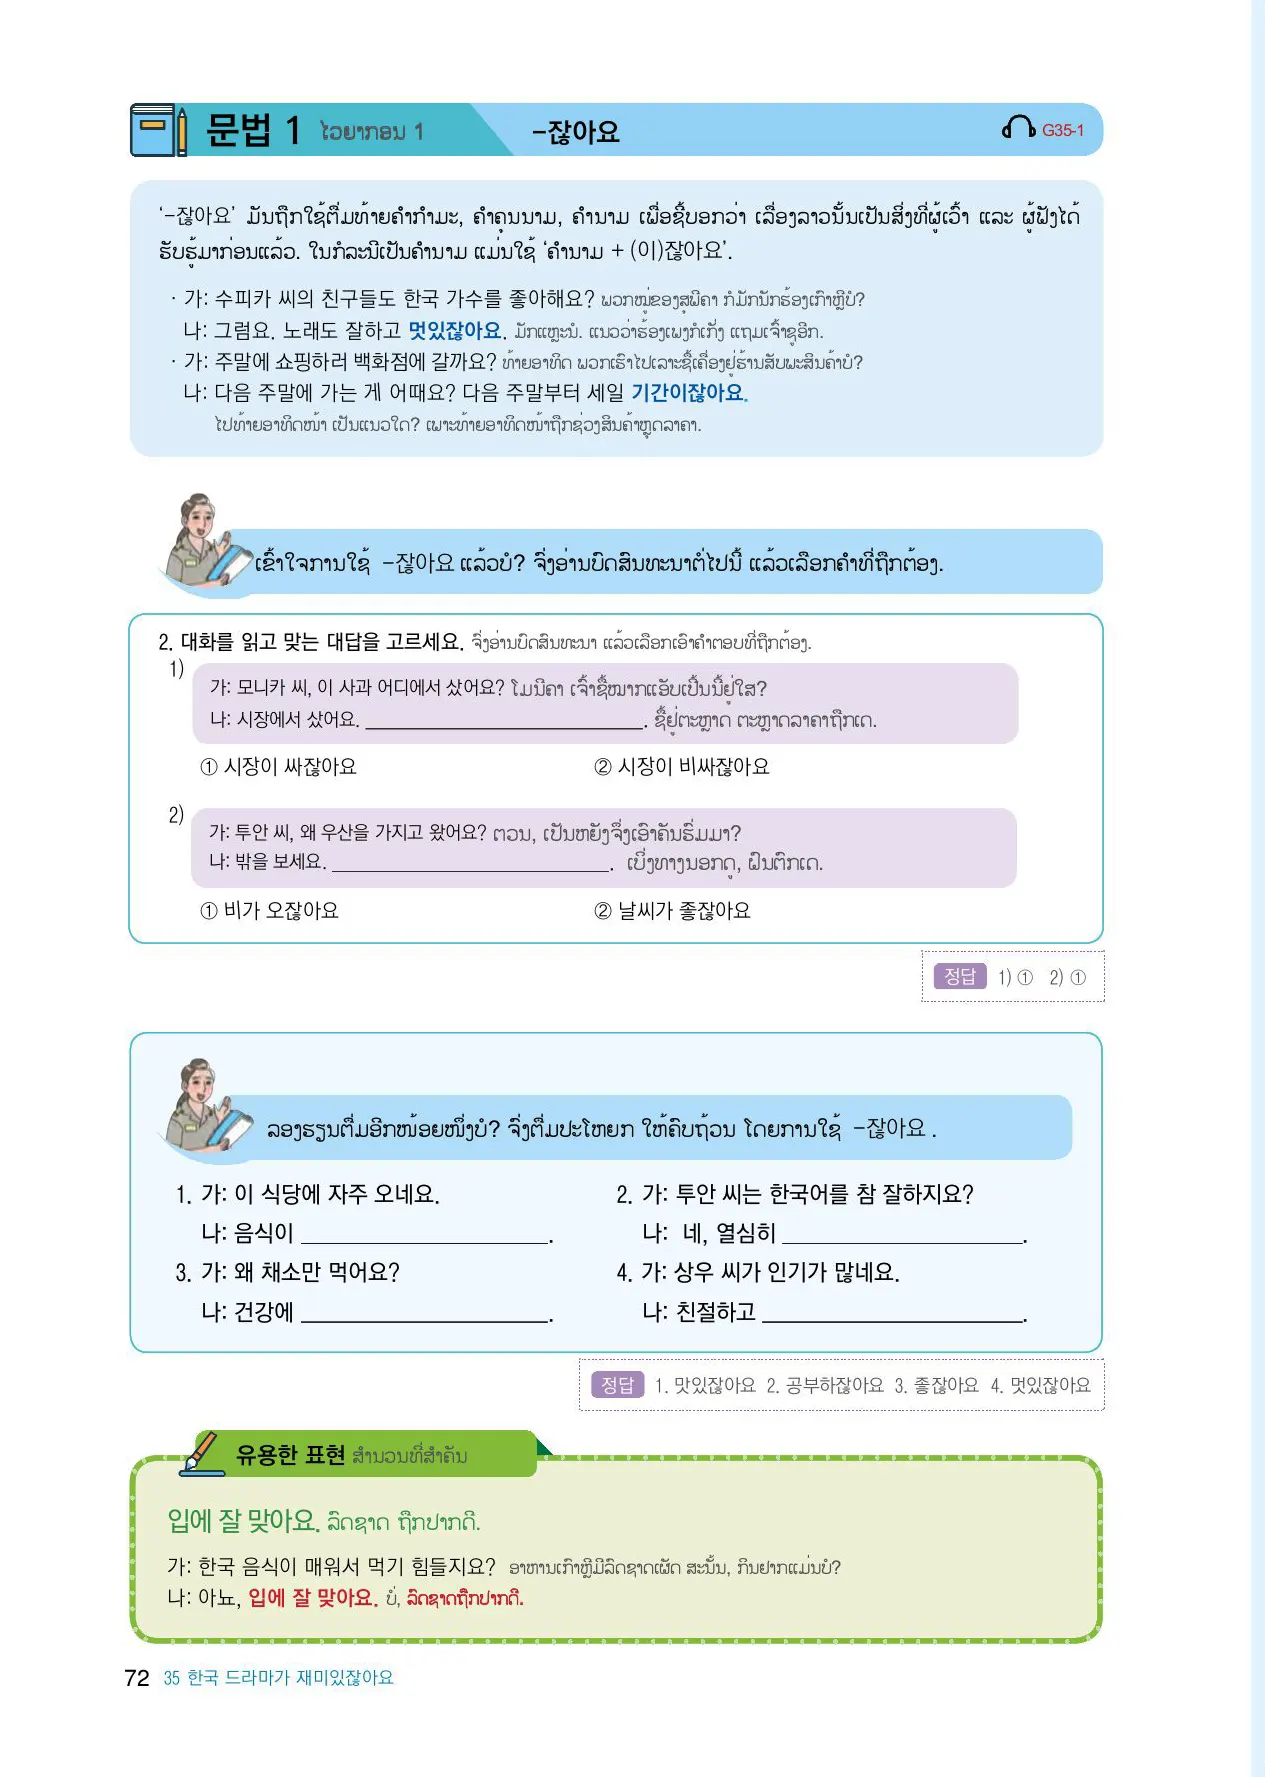 문법 1 ໄວຍາກອນ 1 -잖아요 G35-1
‘-잖아요’ ມັນຖືກໃຊ້ຕື່ມທ້າຍຄຳກຳມະ, ຄຳຄຸນນາມ, ຄຳນາມ ເພື່ອຊີ້ບອກວ່າ ເລື່ອງລາວນັ້ນເປັນສິ່ງທີ່ຜູ້ເວົ້າ ແລະ ຜູ້ຟັງໄດ້
ຮັບຮູ້ມາກ່ອນແລ້ວ. ໃນກໍລະນີເປັນຄຳນາມ ແມ່ນໃຊ້ ‘ຄຳນາມ + (이)잖아요’.
· 가: 수피카 씨의 친구들도 한국 가수를 좋아해요? ພວກໝູ່ຂອງສຸພີຄາ ກໍມັກນັກຮ້ອງເກົາຫຼີບໍ?
나: 그럼요. 노래도 잘하고 멋있잖아요. ມັກແຫຼະນໍ. ແນວວ່າຮ້ອງເພງກໍເກັ່ງ ແຖມເຈົ້າຊູອີກ.
· 가: 주말에 쇼핑하러 백화점에 갈까요? ທ້າຍອາທິດ ພວກເຮົາໄປເລາະຊື້ເຄື່ອງຢູ່ຮ້ານສັບພະສິນຄ້າບໍ?
나: 다음 주말에 가는 게 어때요? 다음 주말부터 세일 기간이잖아요.
ໄປທ້າຍອາທິດໜ້າ ເປັນແນວໃດ? ເພາະທ້າຍອາທິດໜ້າຖືກຊ່ວງສິນຄ້າຫຼຸດລາຄາ.
ເຂົ້າໃຈການໃຊ້ -잖아요 ແລ້ວບໍ? ຈົ່ງອ່ານບົດສົນທະນາຕໍ່ໄປນີ້ ແລ້ວເລືອກຄຳທີ່ຖືກຕ້ອງ.
2. 대화를 읽고 맞는 대답을 고르세요. ຈົ່ງອ່ານບົດສົນທະນາ ແລ້ວເລືອກເອົາຄຳຕອບທີ່ຖືກຕ້ອງ.
1)
가: 모니카 씨, 이 사과 어디에서 샀어요? ໂມນີຄາ ເຈົ້າຊື້ໝາກແອັບເປີ້ນນີ້ຢູ່ໃສ?
나: 시장에서 샀어요. ____________________. ຊື້ຢູ່ຕະຫຼາດ ຕະຫຼາດລາຄາຖືກເດ.
① 시장이 싸잖아요 ② 시장이 비싸잖아요
2)
가: 투안 씨, 왜 우산을 가지고 왔어요? ຕວນ, ເປັນຫຍັງຈຶ່ງເອົາຄັນຮົ່ມມາ?
나: 밖을 보세요. ____________________. ເບິ່ງທາງນອກດູ, ຝົນຕົກເດ.
① 비가 오잖아요 ② 날씨가 좋잖아요
정답 1) ① 2) ①
ລອງຮຽນຕື່ມອີກໜ້ອຍໜຶ່ງບໍ? ຈົ່ງຕື່ມປະໂຫຍກ ໃຫ້ຄົບຖ້ວນ ໂດຍການໃຊ້ -잖아요 .
1. 가: 이 식당에 자주 오네요. 2. 가: 투안 씨는 한국어를 참 잘하지요?
나: 음식이 ____________________. 나: 네, 열심히 ____________________.
3. 가: 왜 채소만 먹어요? 4. 가: 상우 씨가 인기가 많네요.
나: 건강에 ____________________. 나: 친절하고 ____________________.
정답 1. 맛있잖아요 2. 공부하잖아요 3. 좋잖아요 4. 멋있잖아요
유용한 표현 ສຳນວນທີ່ສຳຄັນ
입에 잘 맞아요. ລົດຊາດ ຖືກປາກດີ.
가: 한국 음식이 매워서 먹기 힘들지요? ອາຫານເກົາຫຼີມີລົດຊາດເຜັດ ສະນັ້ນ, ກິນຢາກແມ່ນບໍ?
나: 아뇨, 입에 잘 맞아요. ບໍ່, ລົດຊາດຖືກປາກດີ.
72 35 한국 드라마가 재미있잖아요